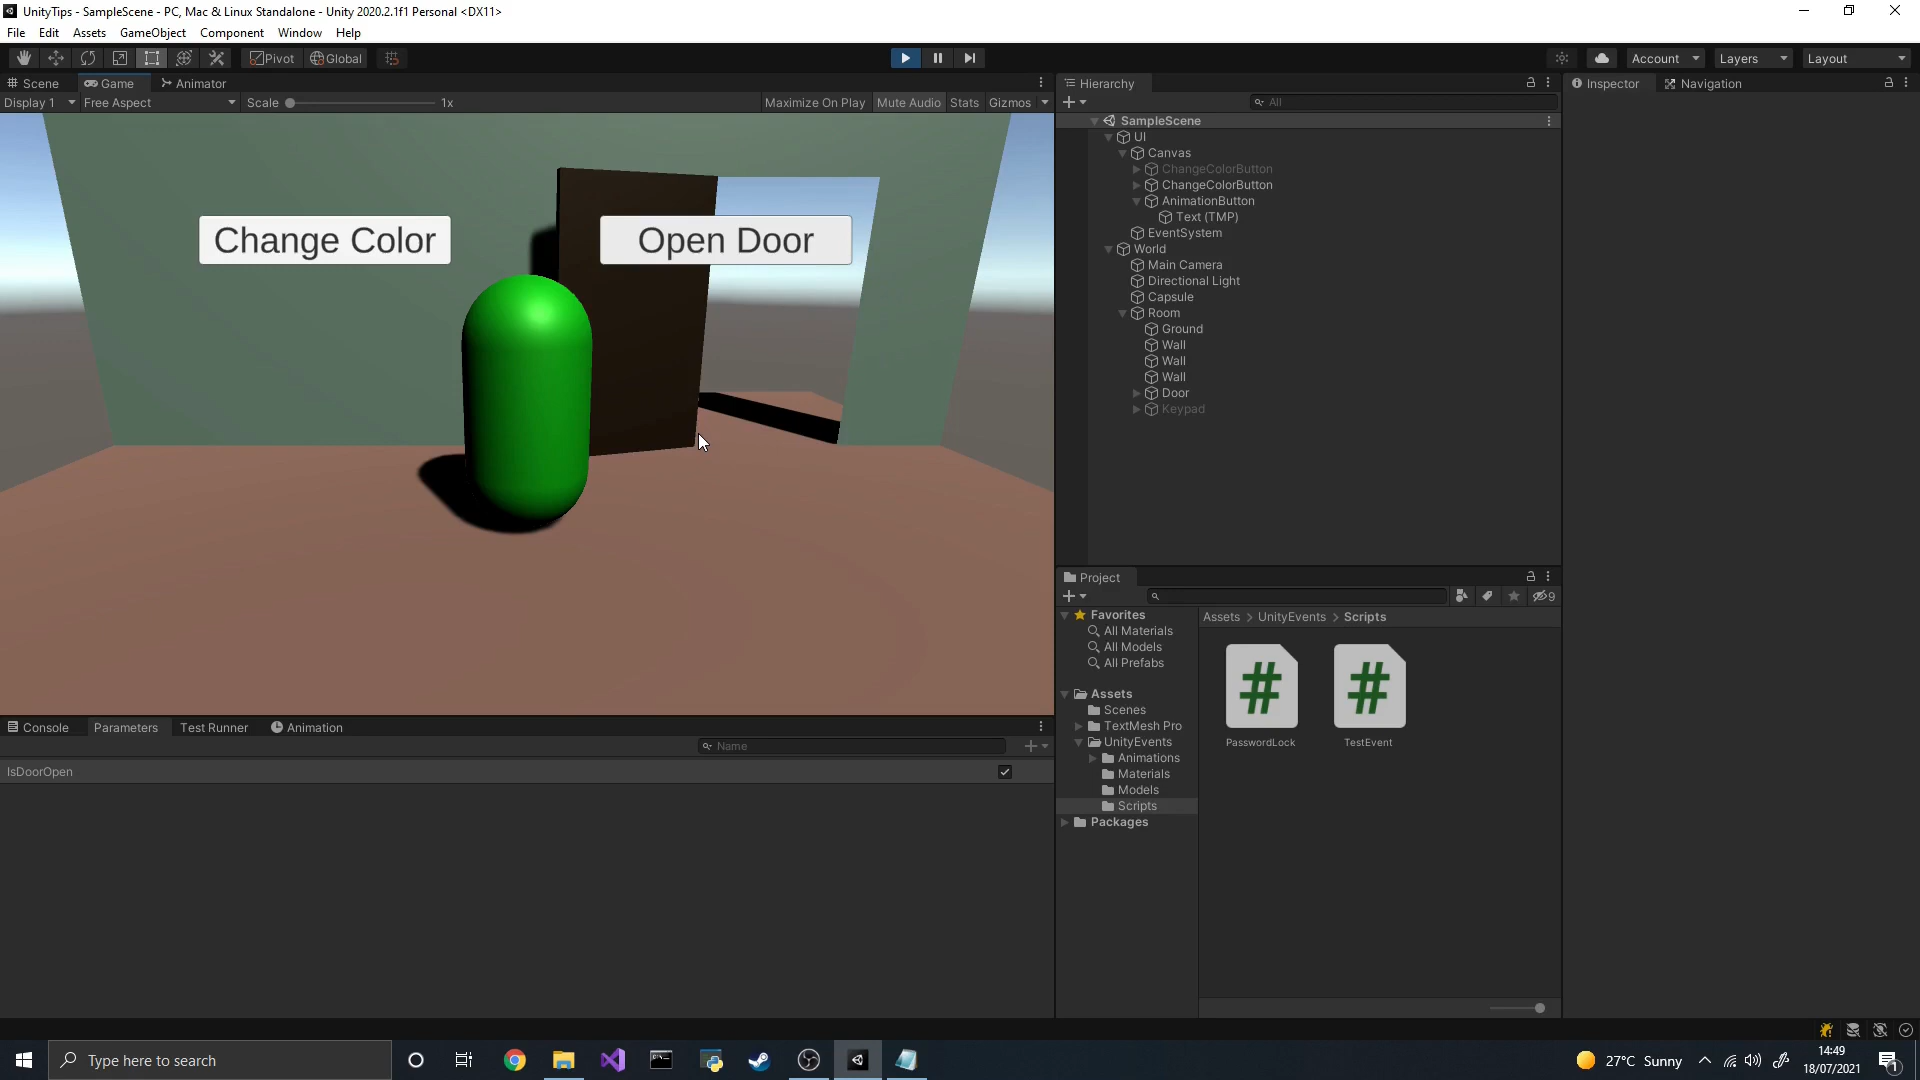 UnityTips - SampleScene - PC, Mac & Linux Standalone - Unity 2020.2.1f1 Personal <DX11>
File Edit Assets GameObject Component Window Help
Pivot Global Account Layers Layout
Scene Game Animator
Display 1 Free Aspect Scale 1x Maximize On Play Mute Audio Stats Gizmos
Change Color
Open Door
Hierarchy
All
SampleScene
UI
Canvas
ChangeColorButton
ChangeColorButton
AnimationButton
Text (TMP)
EventSystem
World
Main Camera
Directional Light
Capsule
Room
Ground
Wall
Wall
Wall
Door
Keypad
Inspector Navigation
Console Parameters Test Runner Animation
Name
IsDoorOpen
Project
9
Favorites
All Materials
All Models
All Prefabs
Assets
Scenes
TextMesh Pro
UnityEvents
Animations
Materials
Models
Scripts
Packages
Assets > UnityEvents > Scripts
PasswordLock TestEvent
Type here to search
27°C Sunny
14:49
18/07/2021
1